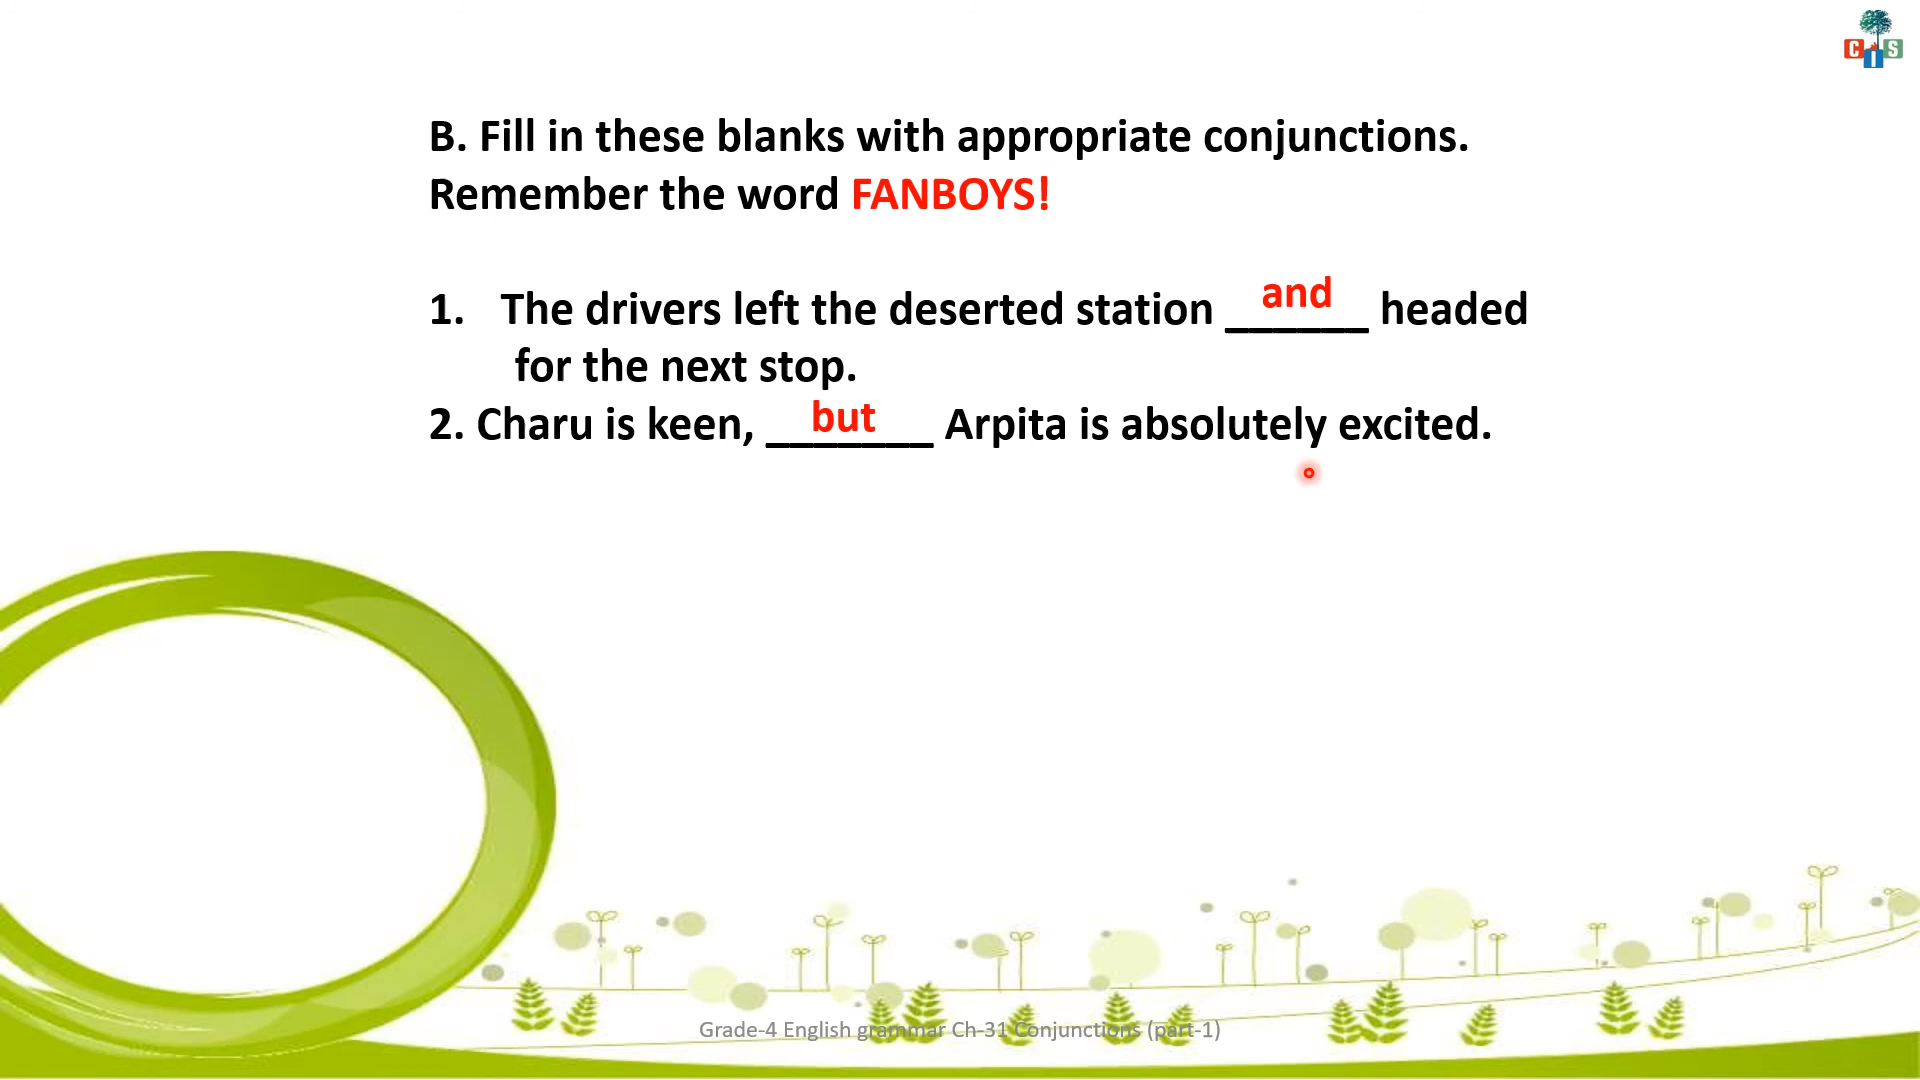 C I S
B. Fill in these blanks with appropriate conjunctions.
Remember the word FANBOYS!
1. The drivers left the deserted station ______ and headed
for the next stop.
2. Charu is keen, _______ but Arpita is absolutely excited.
Grade-4 English grammar Ch-31 Conjunctions (part-1)